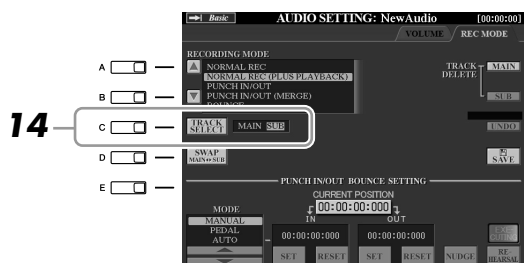 Basic AUDIO SETTING: NewAudio [00:00:00]
VOLUME REC MODE
RECORDING MODE
A NORMAL REC
NORMAL REC (PLUS PLAYBACK)
PUNCH IN/OUT
B PUNCH IN/OUT (MERGE)
BOUNCE
TRACK DELETE MAIN
SUB
14 C TRACK SELECT MAIN SUB
UNDO
D SWAP MAIN↔SUB
SAVE
E
PUNCH IN/OUT BOUNCE SETTING
CURRENT POSITION
00:00:00:000
MODE IN OUT
MANUAL
PEDAL
AUTO
00:00:00:000 00:00:00:000
SET RESET SET RESET NUDGE RE-HEARSAL